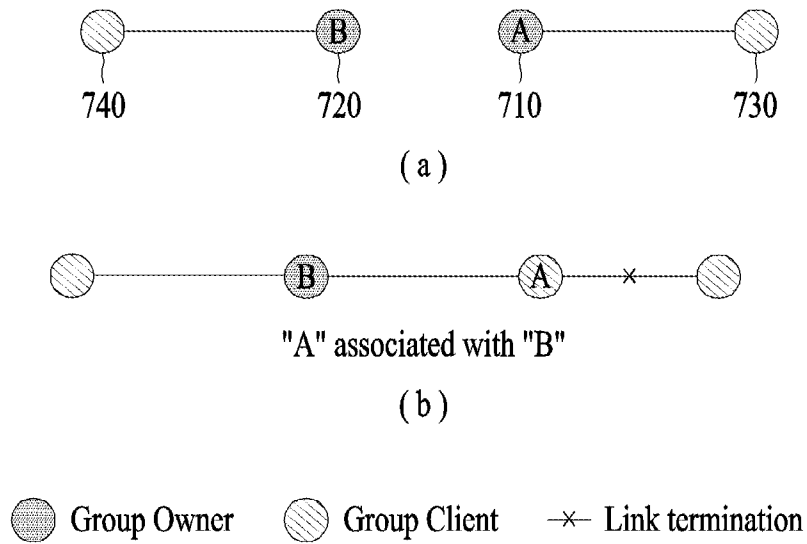 B A
740 720 710 730
( a )
B A
"A" associated with "B"
( b )
Group Owner Group Client Link termination